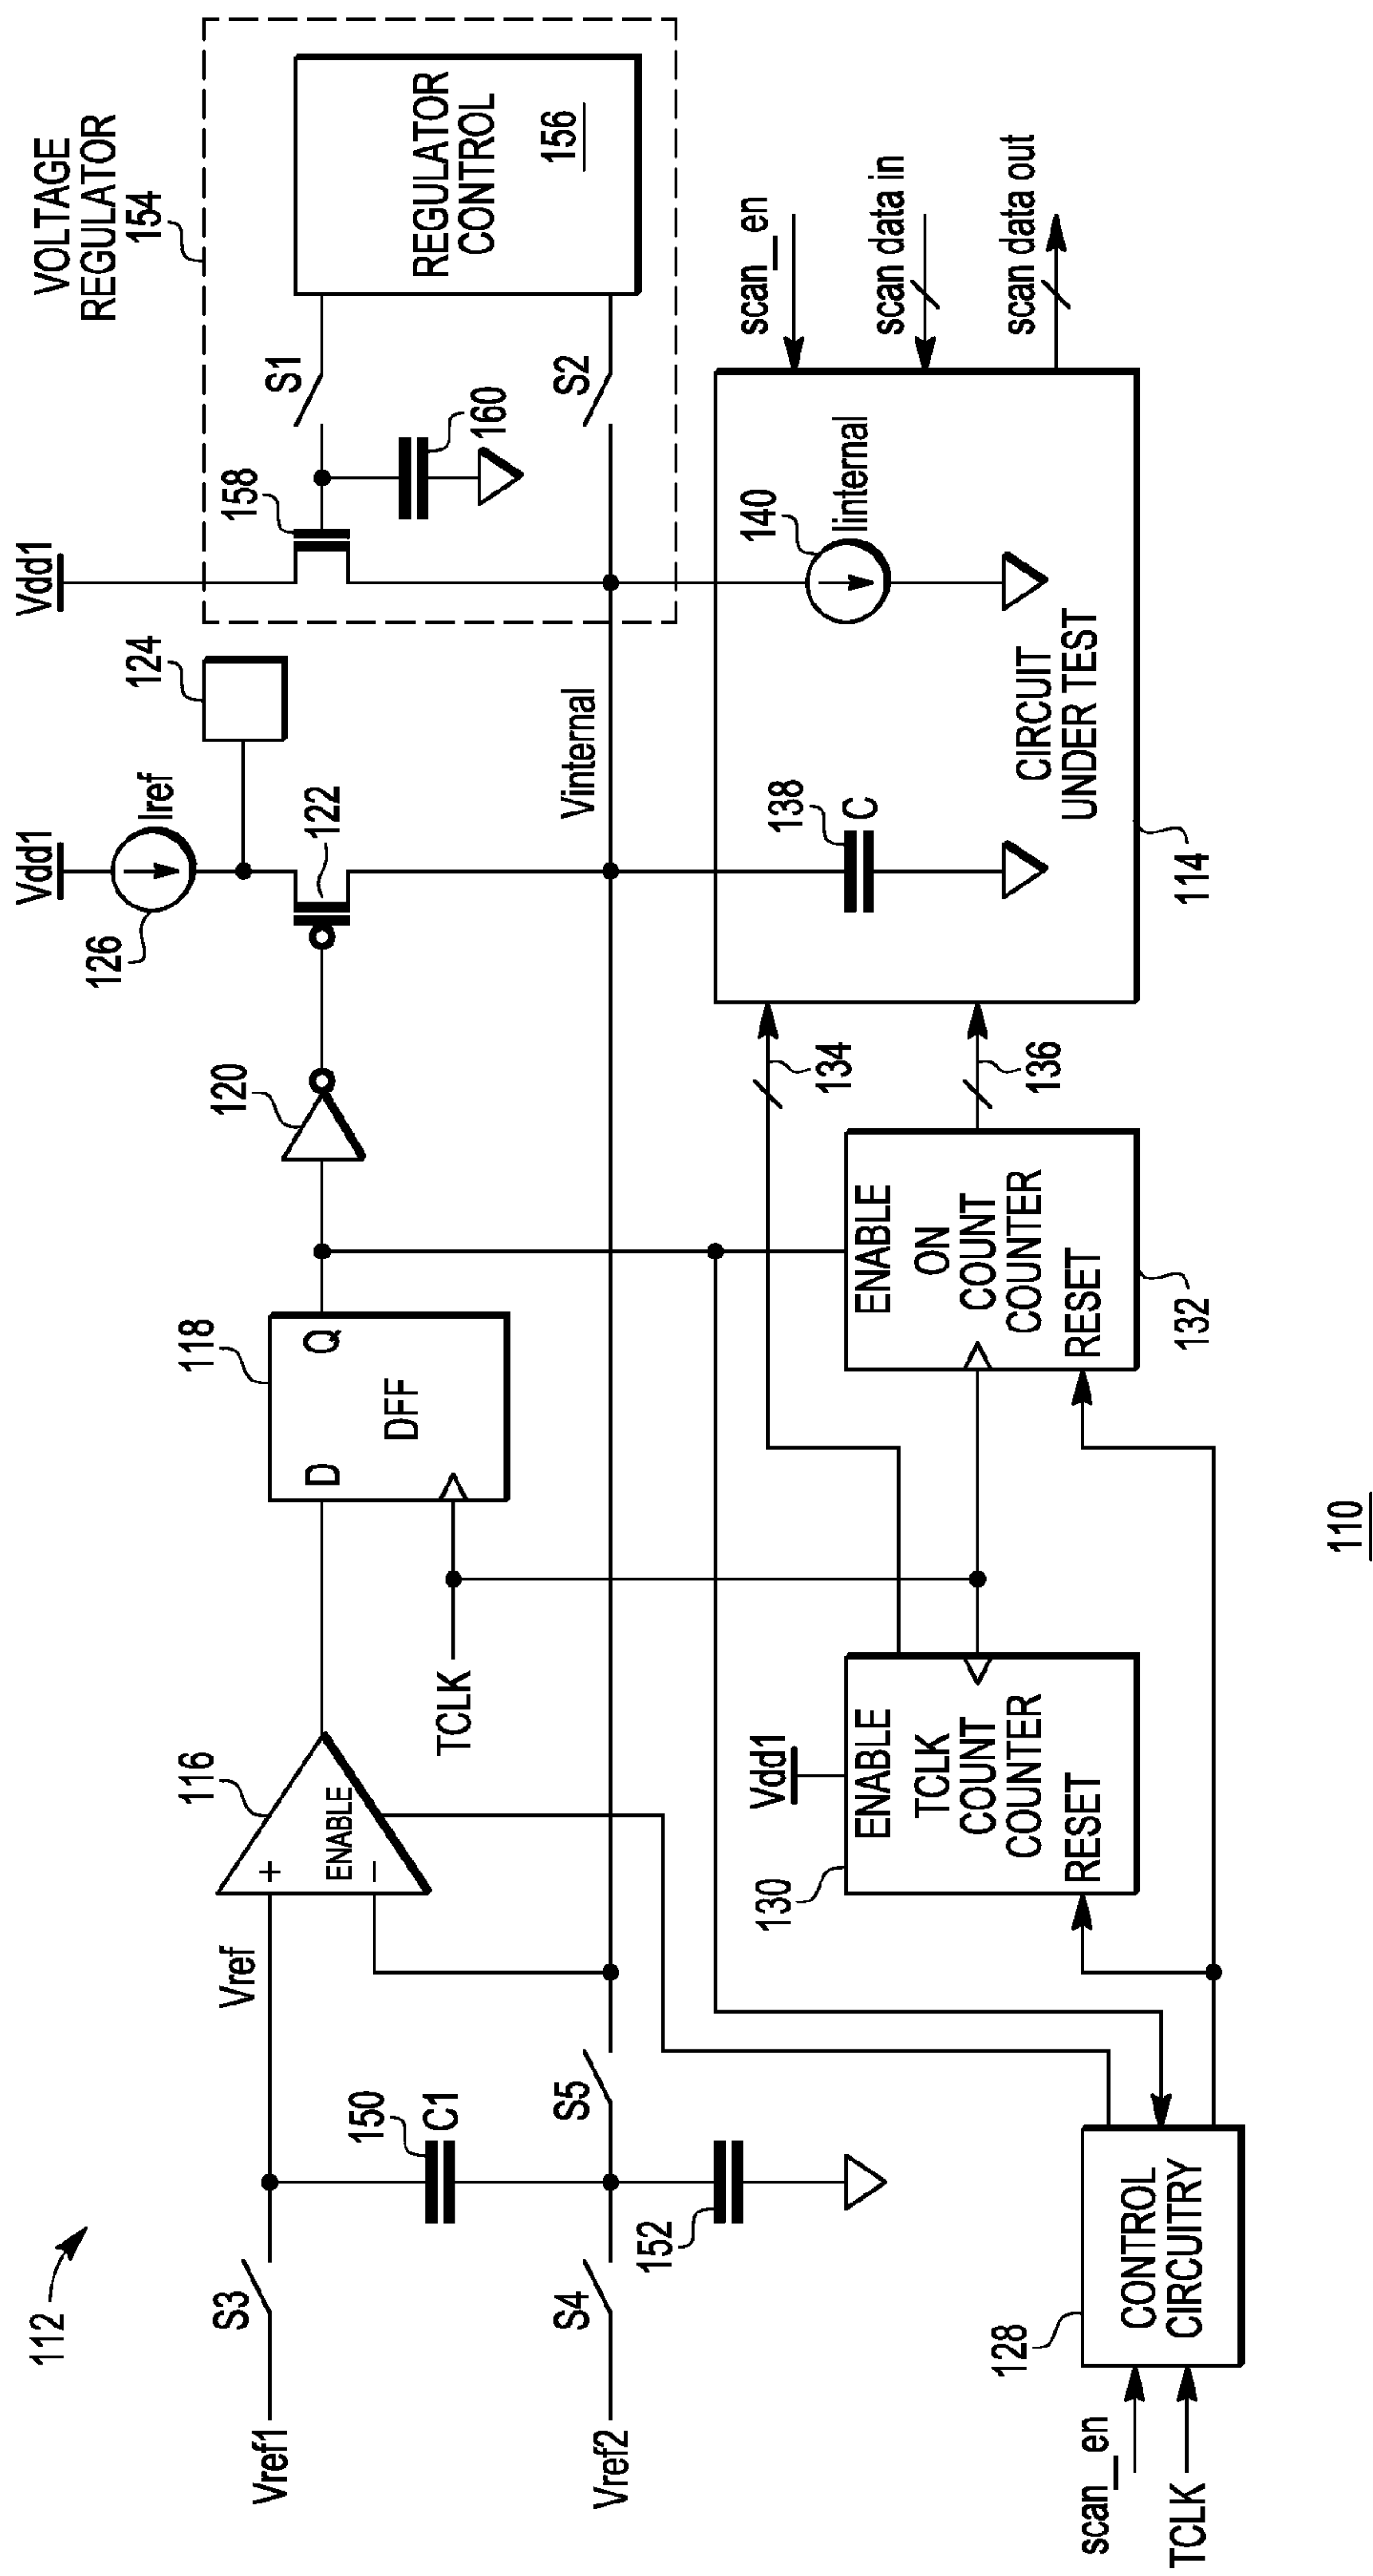 VOLTAGE
REGULATOR
154
Vdd1
Vdd1
REGULATOR
CONTROL
156
S1
S2
158
160
124
Iref
126
122
Vinternal
120
118
D
Q
DFF
TCLK
116
+
ENABLE
−
Vref
112
S3
Vref1
150
C1
S5
S4
Vref2
152
scan_en
scan data in
scan data out
140
Iinternal
138
C
CIRCUIT
UNDER TEST
114
134
136
ENABLE
ON
COUNT
COUNTER
RESET
132
Vdd1
ENABLE
TCLK
COUNT
COUNTER
RESET
130
CONTROL
CIRCUITRY
128
scan_en
TCLK
110